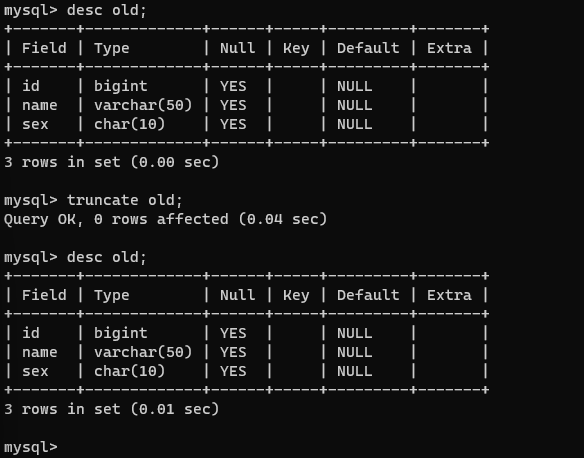 mysql> desc old;
+-------+-------------+------+-----+---------+-------+
| Field | Type        | Null | Key | Default | Extra |
+-------+-------------+------+-----+---------+-------+
| id    | bigint      | YES  |     | NULL    |       |
| name  | varchar(50) | YES  |     | NULL    |       |
| sex   | char(10)    | YES  |     | NULL    |       |
+-------+-------------+------+-----+---------+-------+
3 rows in set (0.00 sec)

mysql> truncate old;
Query OK, 0 rows affected (0.04 sec)

mysql> desc old;
+-------+-------------+------+-----+---------+-------+
| Field | Type        | Null | Key | Default | Extra |
+-------+-------------+------+-----+---------+-------+
| id    | bigint      | YES  |     | NULL    |       |
| name  | varchar(50) | YES  |     | NULL    |       |
| sex   | char(10)    | YES  |     | NULL    |       |
+-------+-------------+------+-----+---------+-------+
3 rows in set (0.01 sec)

mysql>